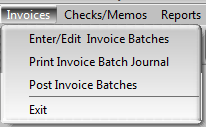 Invoices Checks/Memos Reports
Enter/Edit Invoice Batches
Print Invoice Batch Journal
Post Invoice Batches
Exit